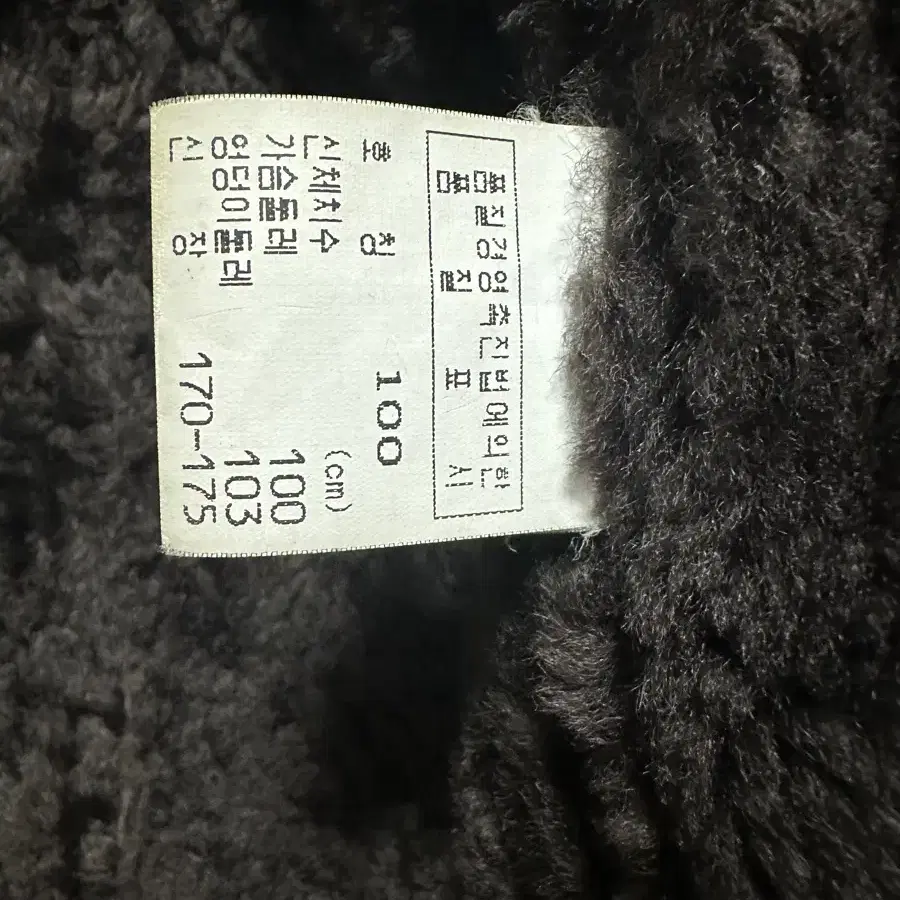 품질경영촉진법에의한
품 질 표 시
호 칭 100
신체치수 (cm)
가슴둘레 100
엉덩이둘레 103
신 장 170-175